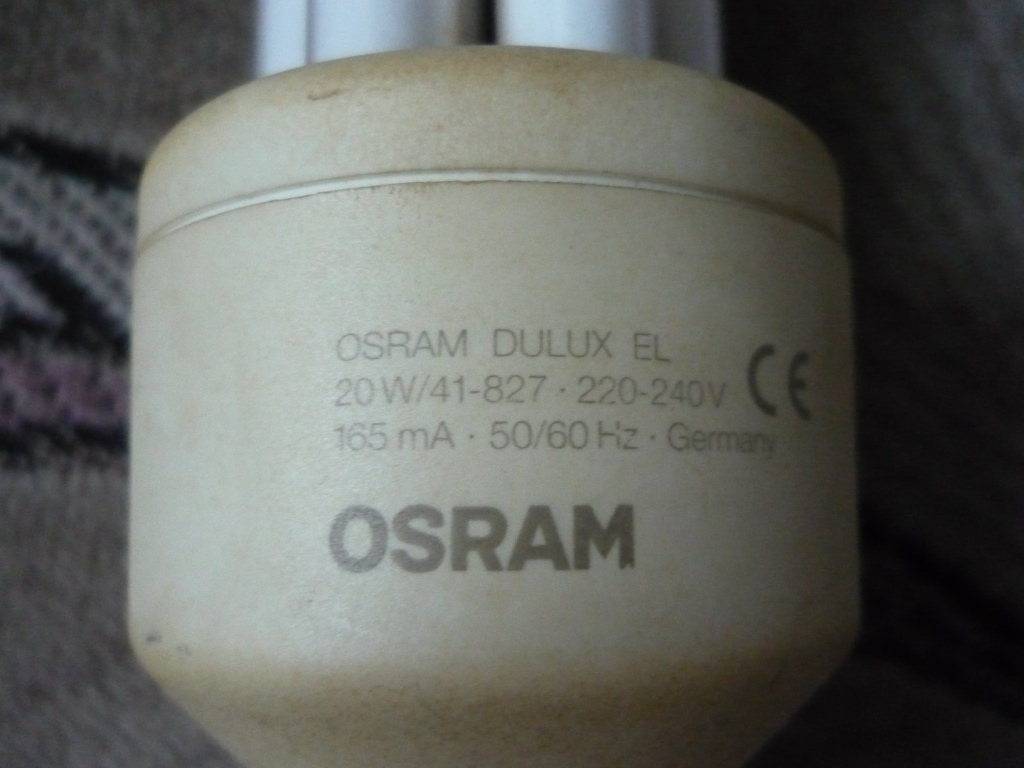 OSRAM DULUX EL
20W/41-827 · 220-240V CE
165 mA · 50/60 Hz · Germany
OSRAM